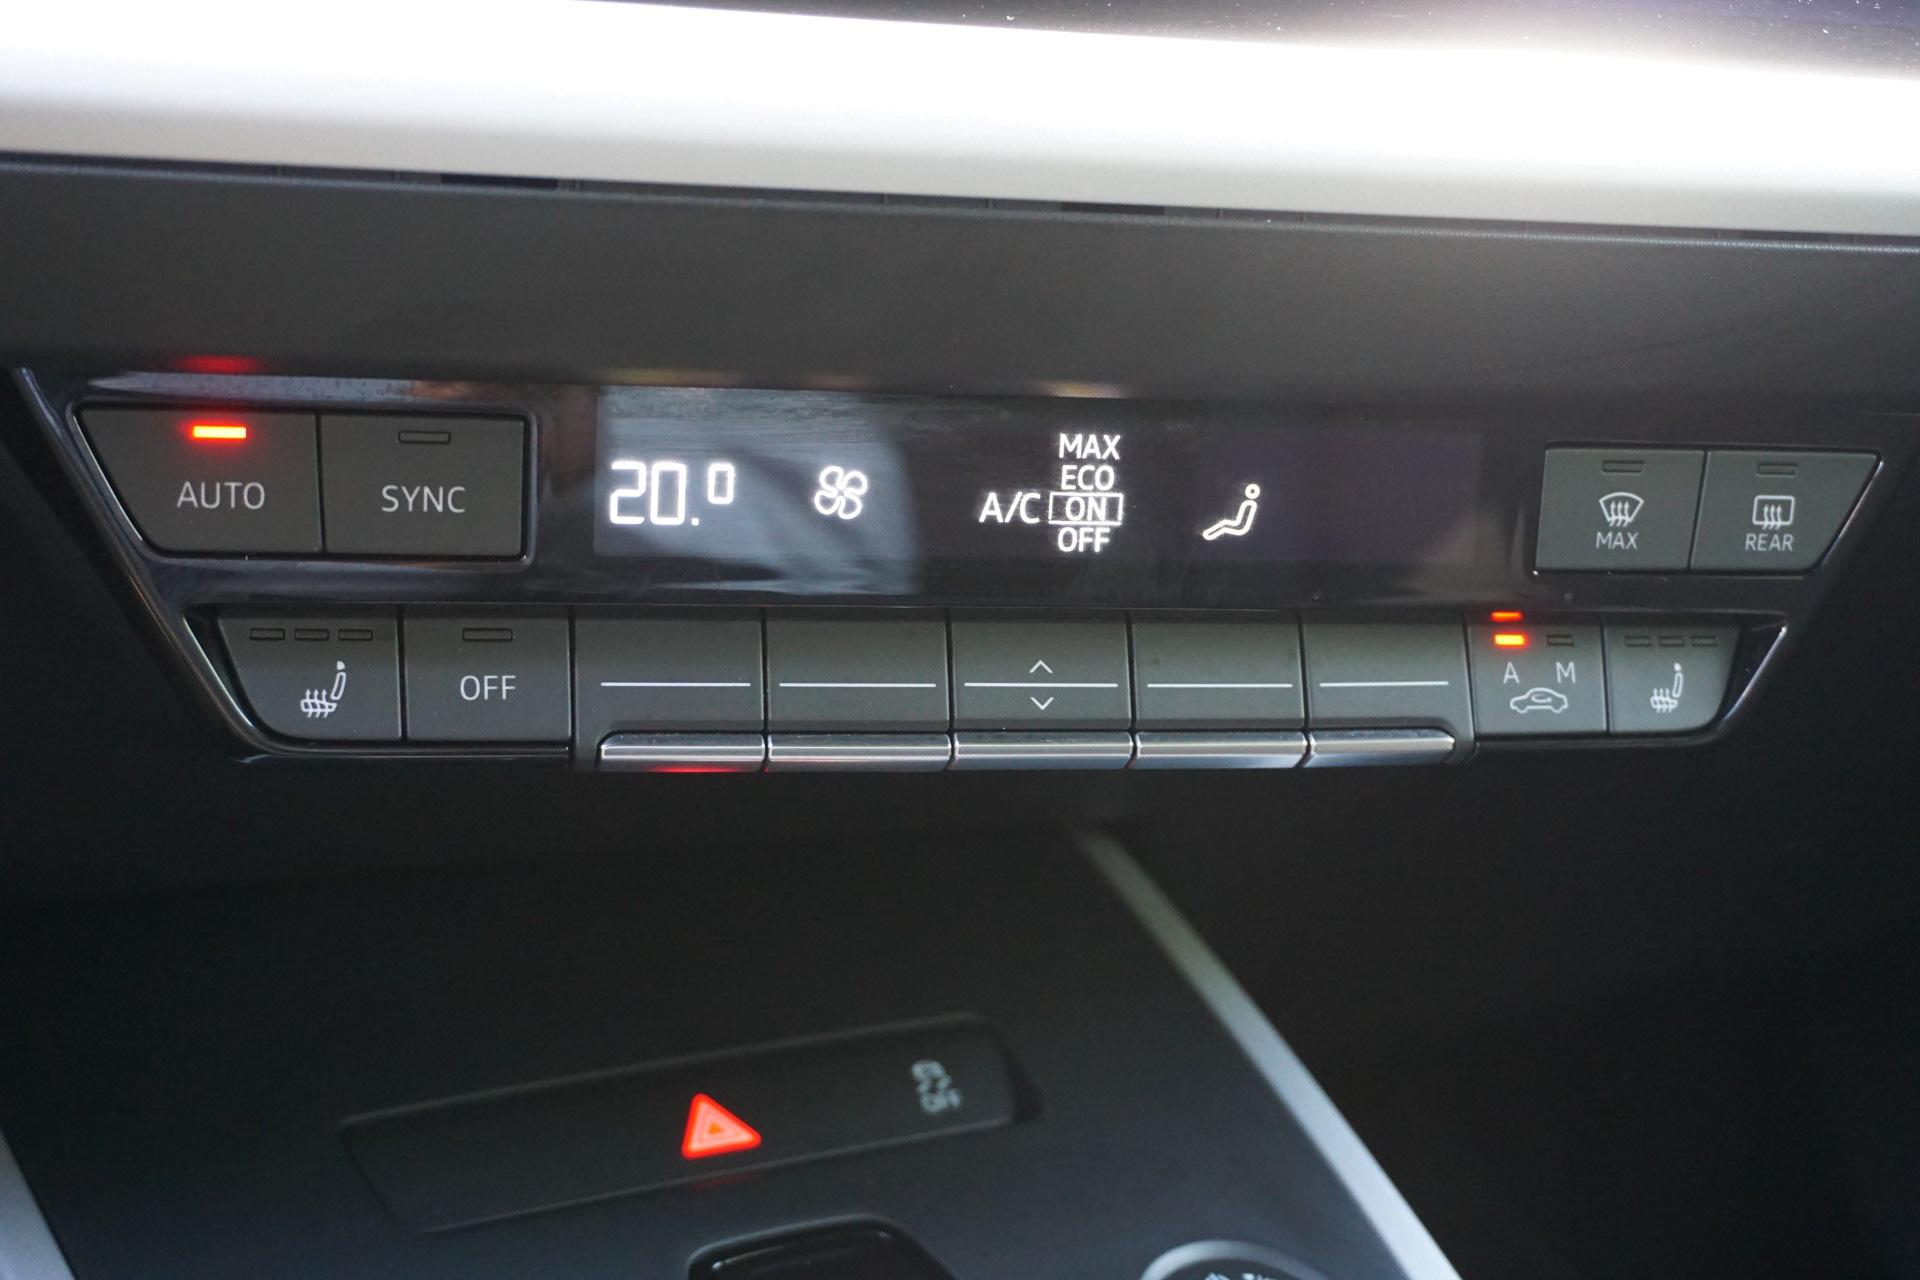 AUTO
SYNC
20.0
A/C
MAX
ECO
ON
OFF
MAX
REAR
OFF
A M